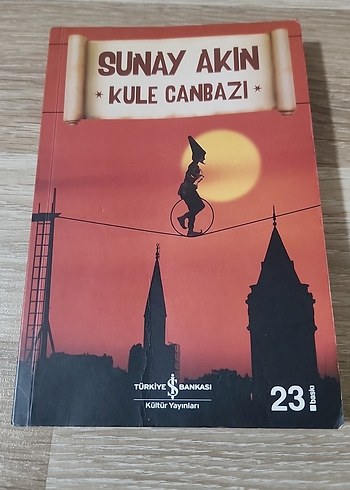 SUNAY AKIN
* KULE CANBAZI *
TÜRKİYE İŞ BANKASI
Kültür Yayınları
23. baskı